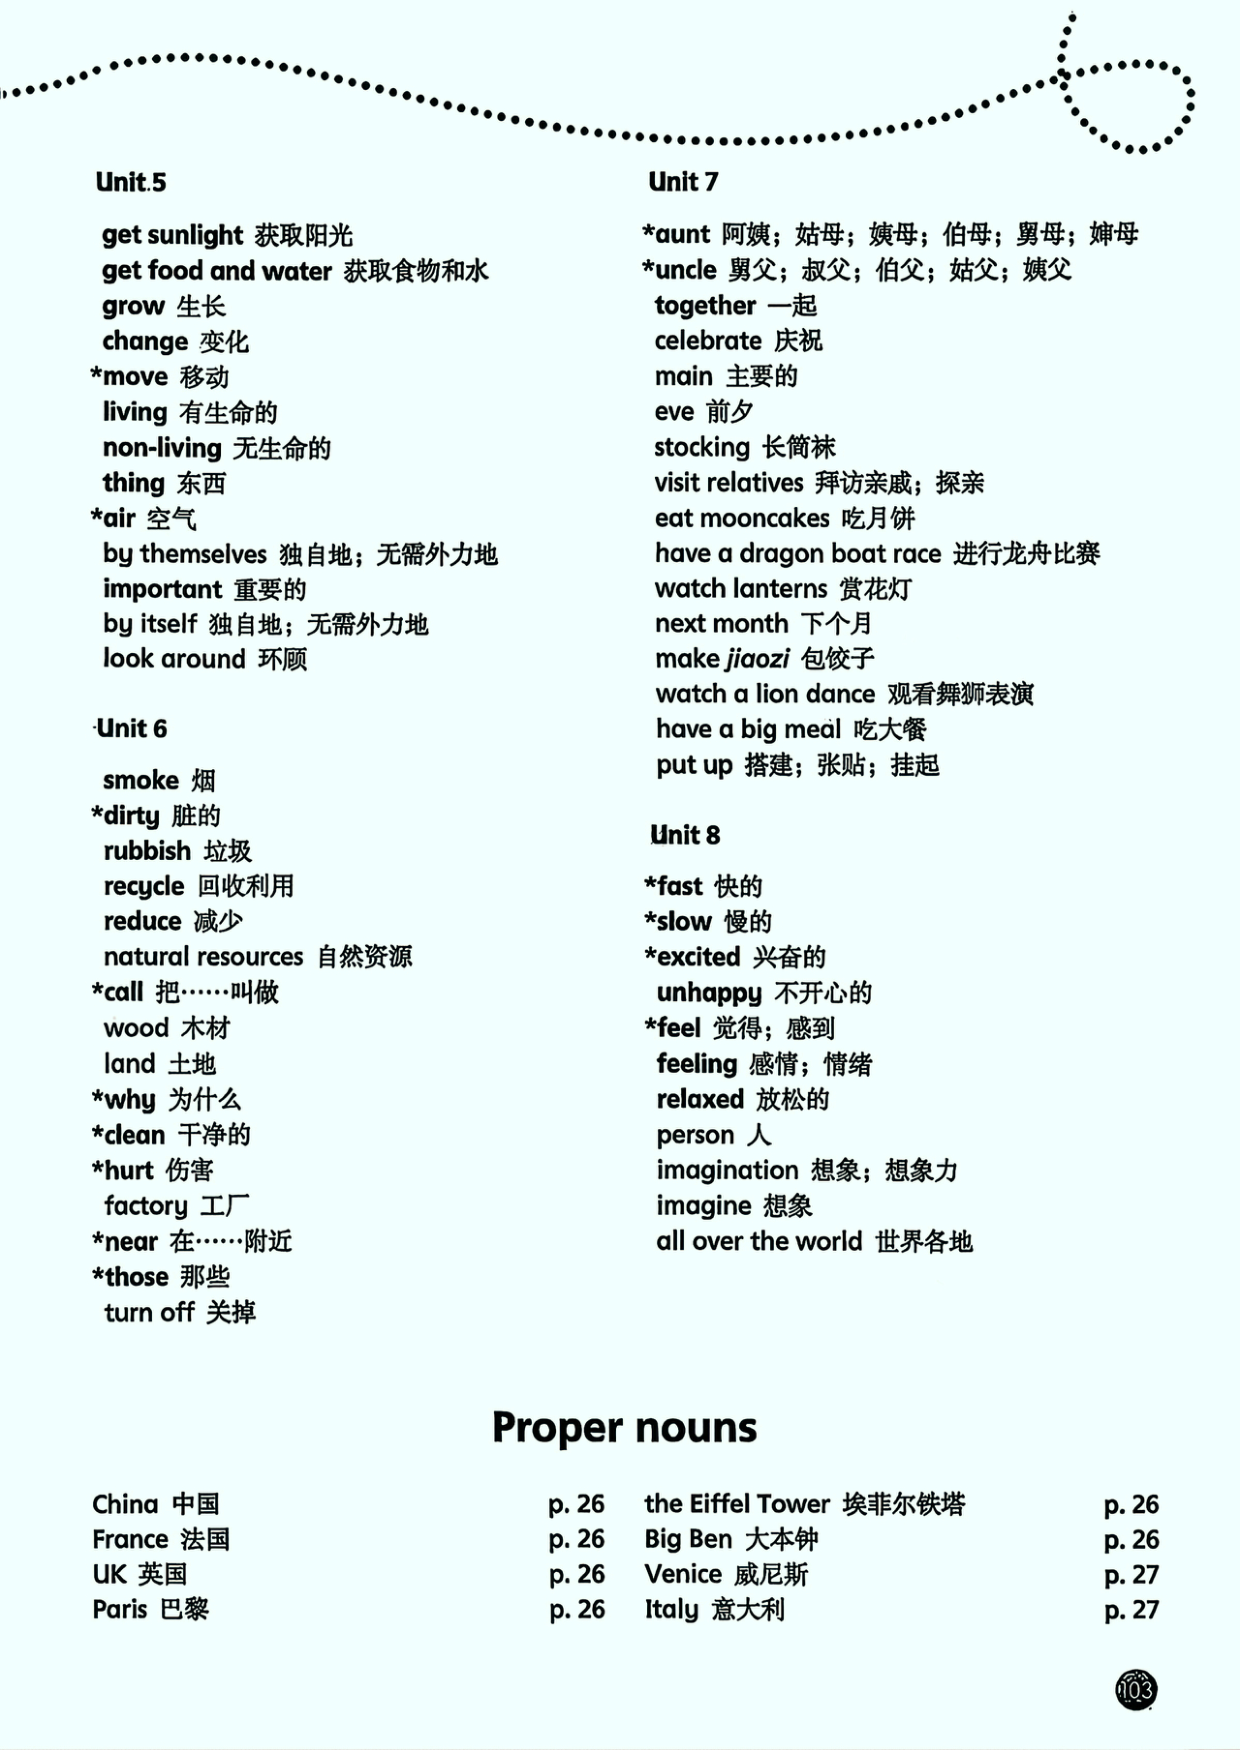 Unit 5
get sunlight 获取阳光
get food and water 获取食物和水
grow 生长
change 变化
*move 移动
living 有生命的
non-living 无生命的
thing 东西
*air 空气
by themselves 独自地；无需外力地
important 重要的
by itself 独自地；无需外力地
look around 环顾
Unit 6
smoke 烟
*dirty 脏的
rubbish 垃圾
recycle 回收利用
reduce 减少
natural resources 自然资源
*call 把……叫做
wood 木材
land 土地
*why 为什么
*clean 干净的
*hurt 伤害
factory 工厂
*near 在……附近
*those 那些
turn off 关掉
Unit 7
*aunt 阿姨；姑母；姨母；伯母；舅母；婶母
*uncle 舅父；叔父；伯父；姑父；姨父
together 一起
celebrate 庆祝
main 主要的
eve 前夕
stocking 长筒袜
visit relatives 拜访亲戚；探亲
eat mooncakes 吃月饼
have a dragon boat race 进行龙舟比赛
watch lanterns 赏花灯
next month 下个月
make jiaozi 包饺子
watch a lion dance 观看舞狮表演
have a big meal 吃大餐
put up 搭建；张贴；挂起
Unit 8
*fast 快的
*slow 慢的
*excited 兴奋的
unhappy 不开心的
*feel 觉得；感到
feeling 感情；情绪
relaxed 放松的
person 人
imagination 想象；想象力
imagine 想象
all over the world 世界各地
Proper nouns
China 中国 p. 26
France 法国 p. 26
UK 英国 p. 26
Paris 巴黎 p. 26
the Eiffel Tower 埃菲尔铁塔 p. 26
Big Ben 大本钟 p. 26
Venice 威尼斯 p. 27
Italy 意大利 p. 27
103